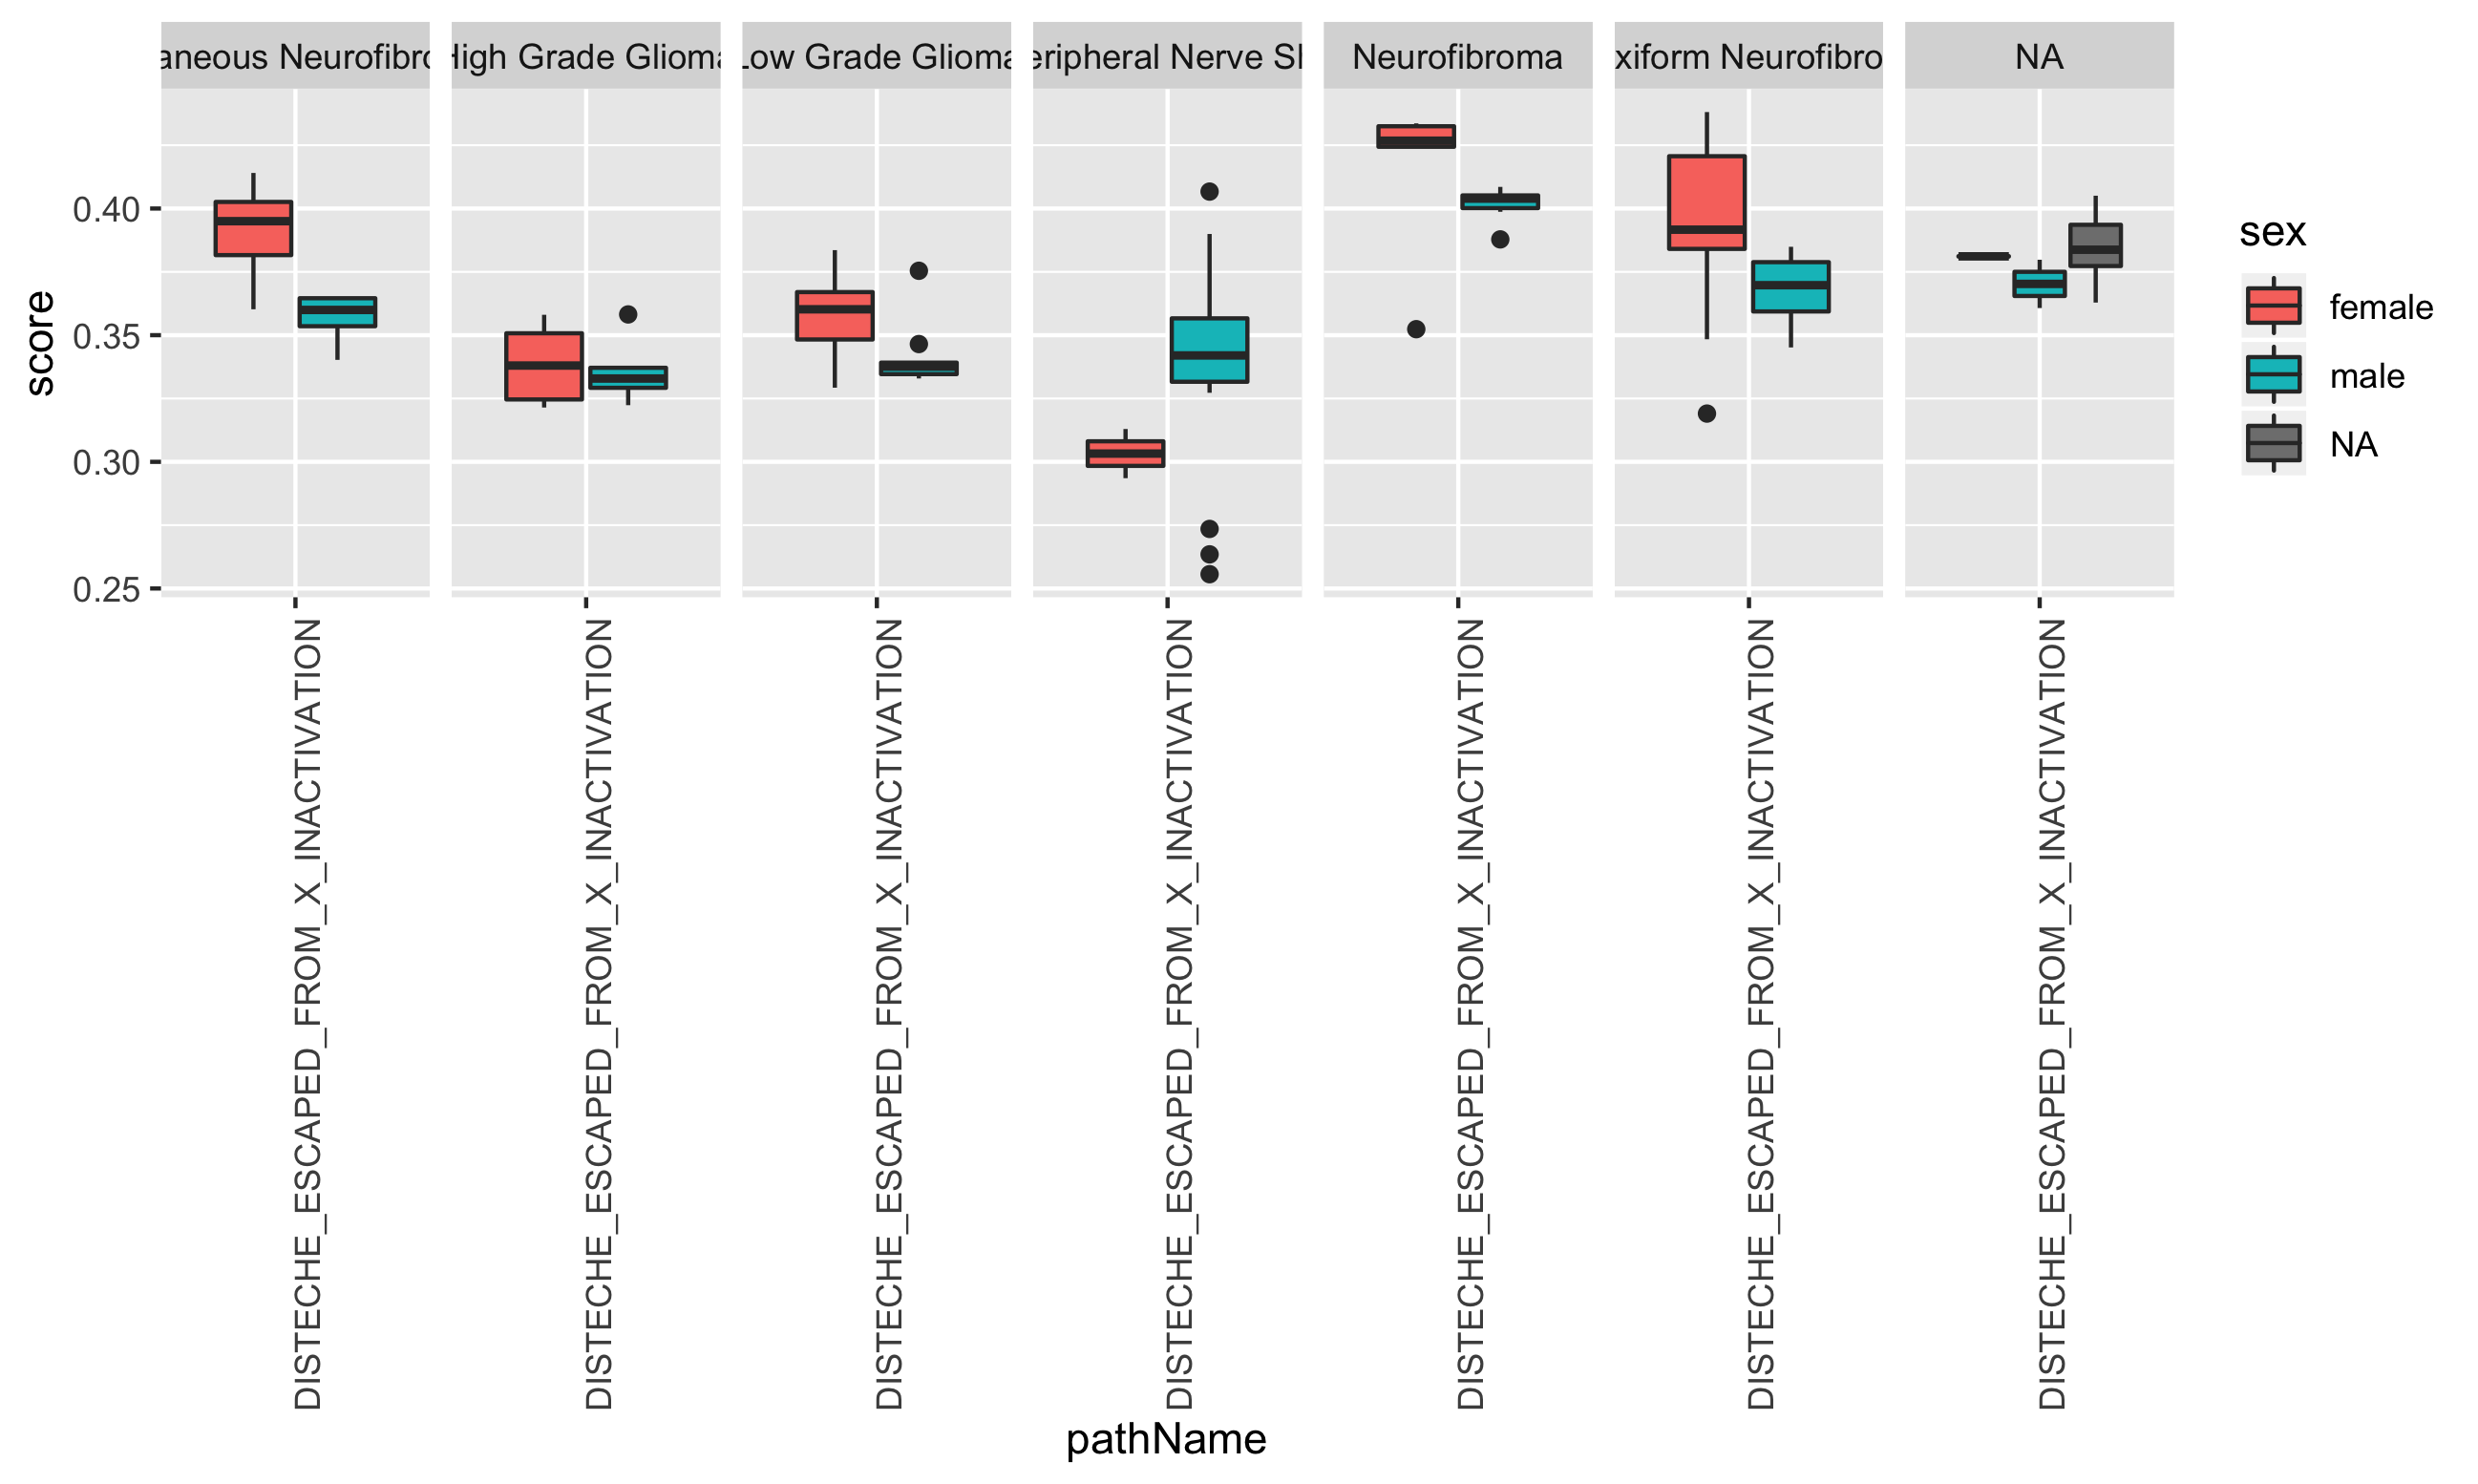 aneous Neurofibro
High Grade Glioma
Low Grade Glioma
eripheral Nerve Sh
Neurofibroma
xiform Neurofibro
NA
score
0.40
0.35
0.30
0.25
DISTECHE_ESCAPED_FROM_X_INACTIVATION
DISTECHE_ESCAPED_FROM_X_INACTIVATION
DISTECHE_ESCAPED_FROM_X_INACTIVATION
DISTECHE_ESCAPED_FROM_X_INACTIVATION
DISTECHE_ESCAPED_FROM_X_INACTIVATION
DISTECHE_ESCAPED_FROM_X_INACTIVATION
DISTECHE_ESCAPED_FROM_X_INACTIVATION
pathName
sex
female
male
NA